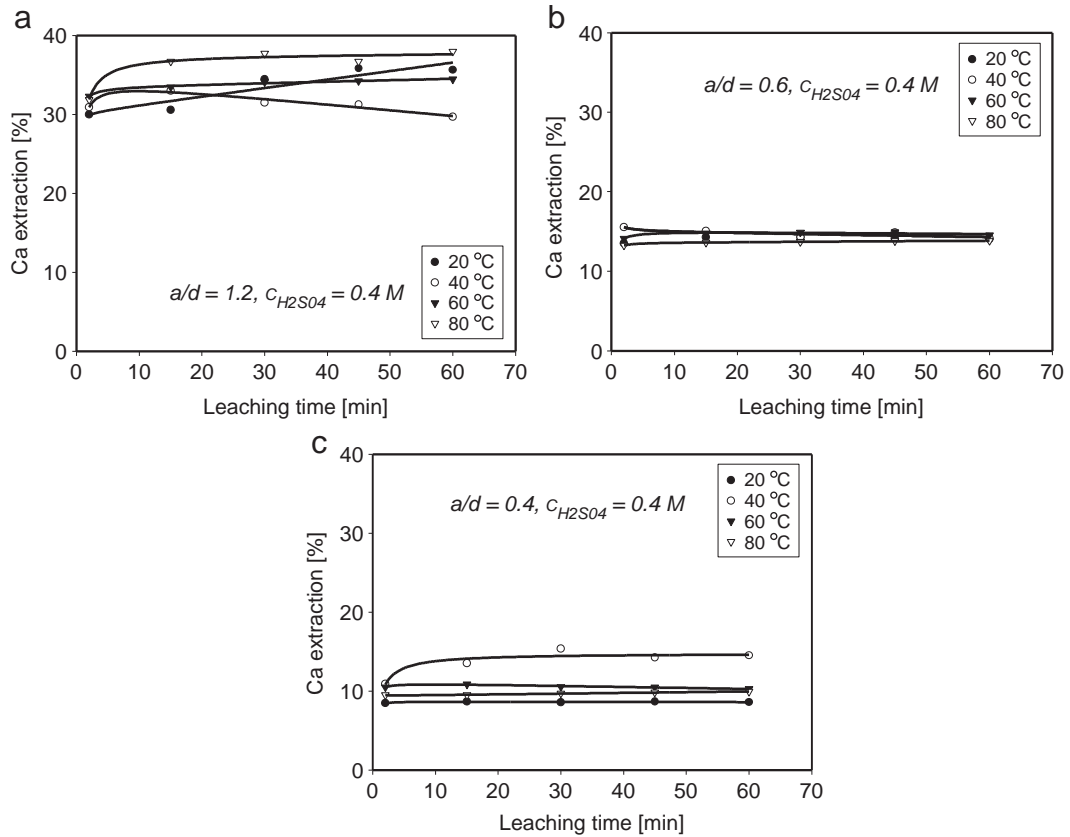 a
40
30
20
10
0
Ca extraction [%]
a/d = 1.2, cH2S04 = 0.4 M
20 °C
40 °C
60 °C
80 °C
0 10 20 30 40 50 60 70
Leaching time [min]
b
40
30
20
10
0
Ca extraction [%]
a/d = 0.6, cH2S04 = 0.4 M
20 °C
40 °C
60 °C
80 °C
0 10 20 30 40 50 60 70
Leaching time [min]
c
40
30
20
10
0
Ca extraction [%]
a/d = 0.4, cH2S04 = 0.4 M
20 °C
40 °C
60 °C
80 °C
0 10 20 30 40 50 60 70
Leaching time [min]